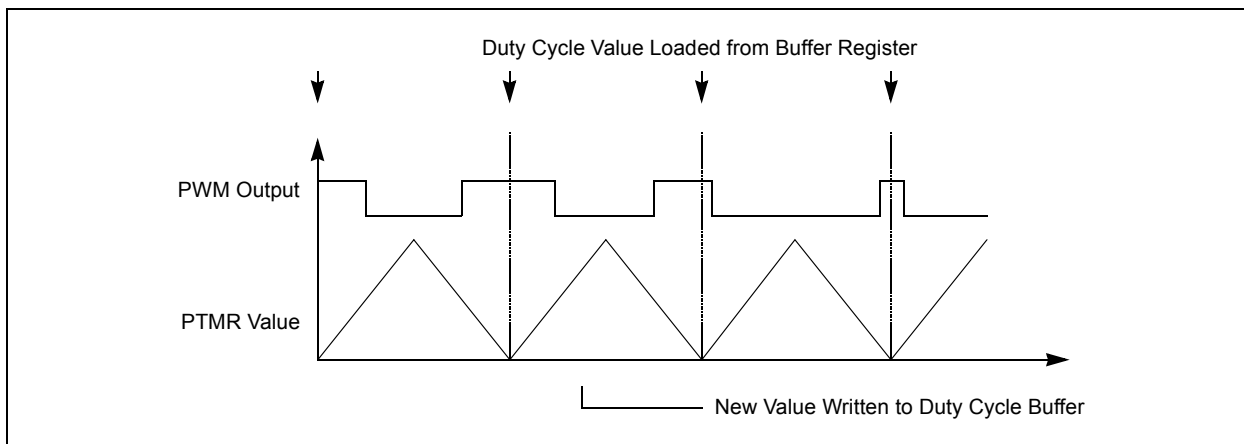 Duty Cycle Value Loaded from Buffer Register
PWM Output
PTMR Value
New Value Written to Duty Cycle Buffer